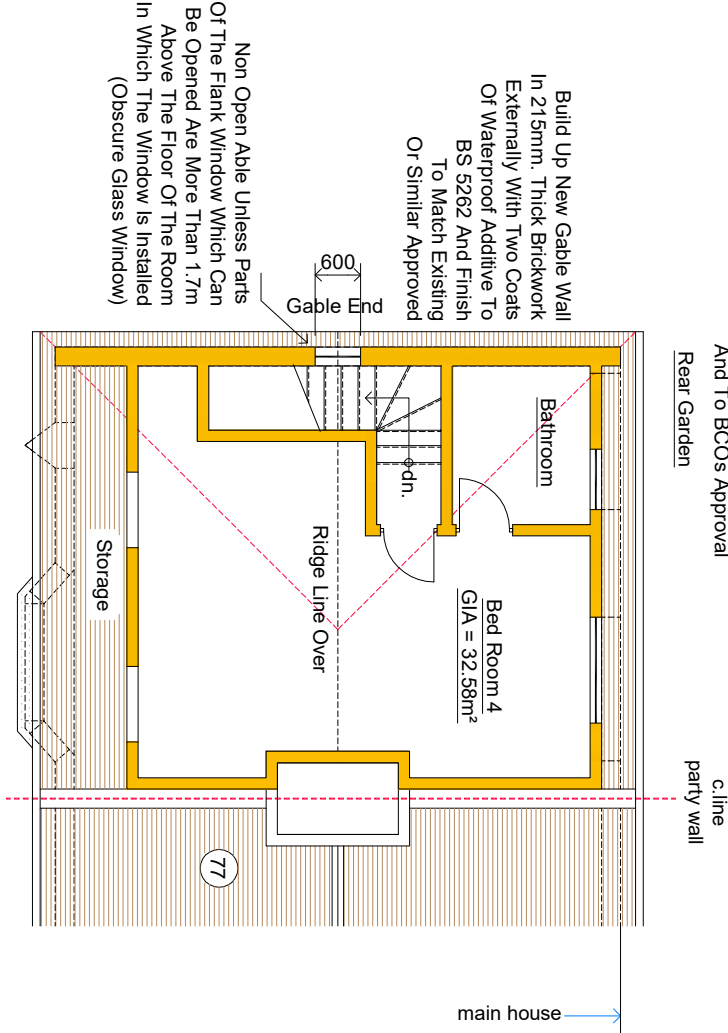 And To BCOs Approval
Rear Garden
Build Up New Gable Wall
In 215mm. Thick Brickwork
Externally With Two Coats
Of Waterproof Additive To
BS 5262 And Finish
To Match Existing
Or Similar Approved
Non Open Able Unless Parts
Of The Flank Window Which Can
Be Opened Are More Than 1.7m
Above The Floor Of The Room
In Which The Window Is Installed
(Obscure Glass Window)
600
Gable End
Bathroom
dn.
Bed Room 4
GIA = 32.58m²
Ridge Line Over
Storage
c.line
party wall
77
main house